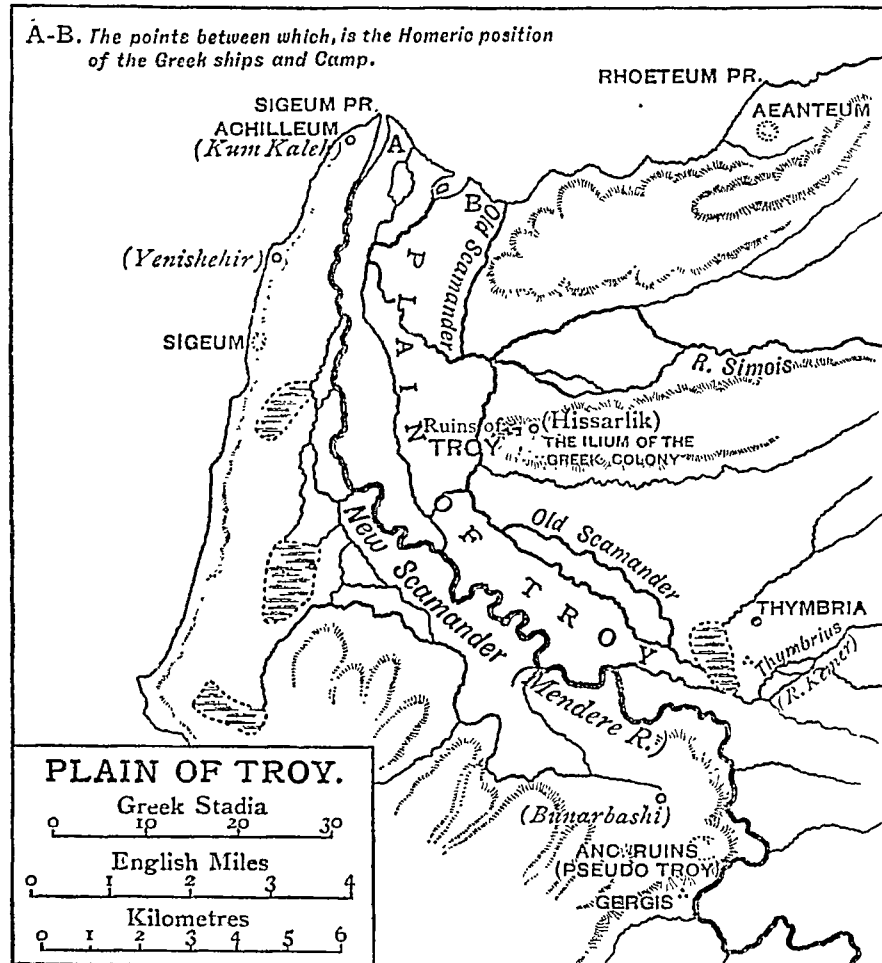 A-B. The points between which, is the Homeric position
of the Greek ships and Camp.
RHOETEUM PR.
AEANTEUM
SIGEUM PR.
ACHILLEUM
(Kum Kaleh)
A
B
Old Scamander
(Yenishehir)
PLAIN
SIGEUM
R. Simois
Ruins of
TROY
(Hissarlik)
THE ILIUM OF THE
GREEK COLONY
OF
TROY
New Scamander
Old Scamander
THYMBRIA
Thymbrius
(R. Kemer)
(Mendere R.)
(Bunarbashi)
ANC. RUINS
(PSEUDO TROY)
GERGIS
PLAIN OF TROY.
Greek Stadia
0 10 20 30
English Miles
0 1 2 3 4
Kilometres
0 1 2 3 4 5 6